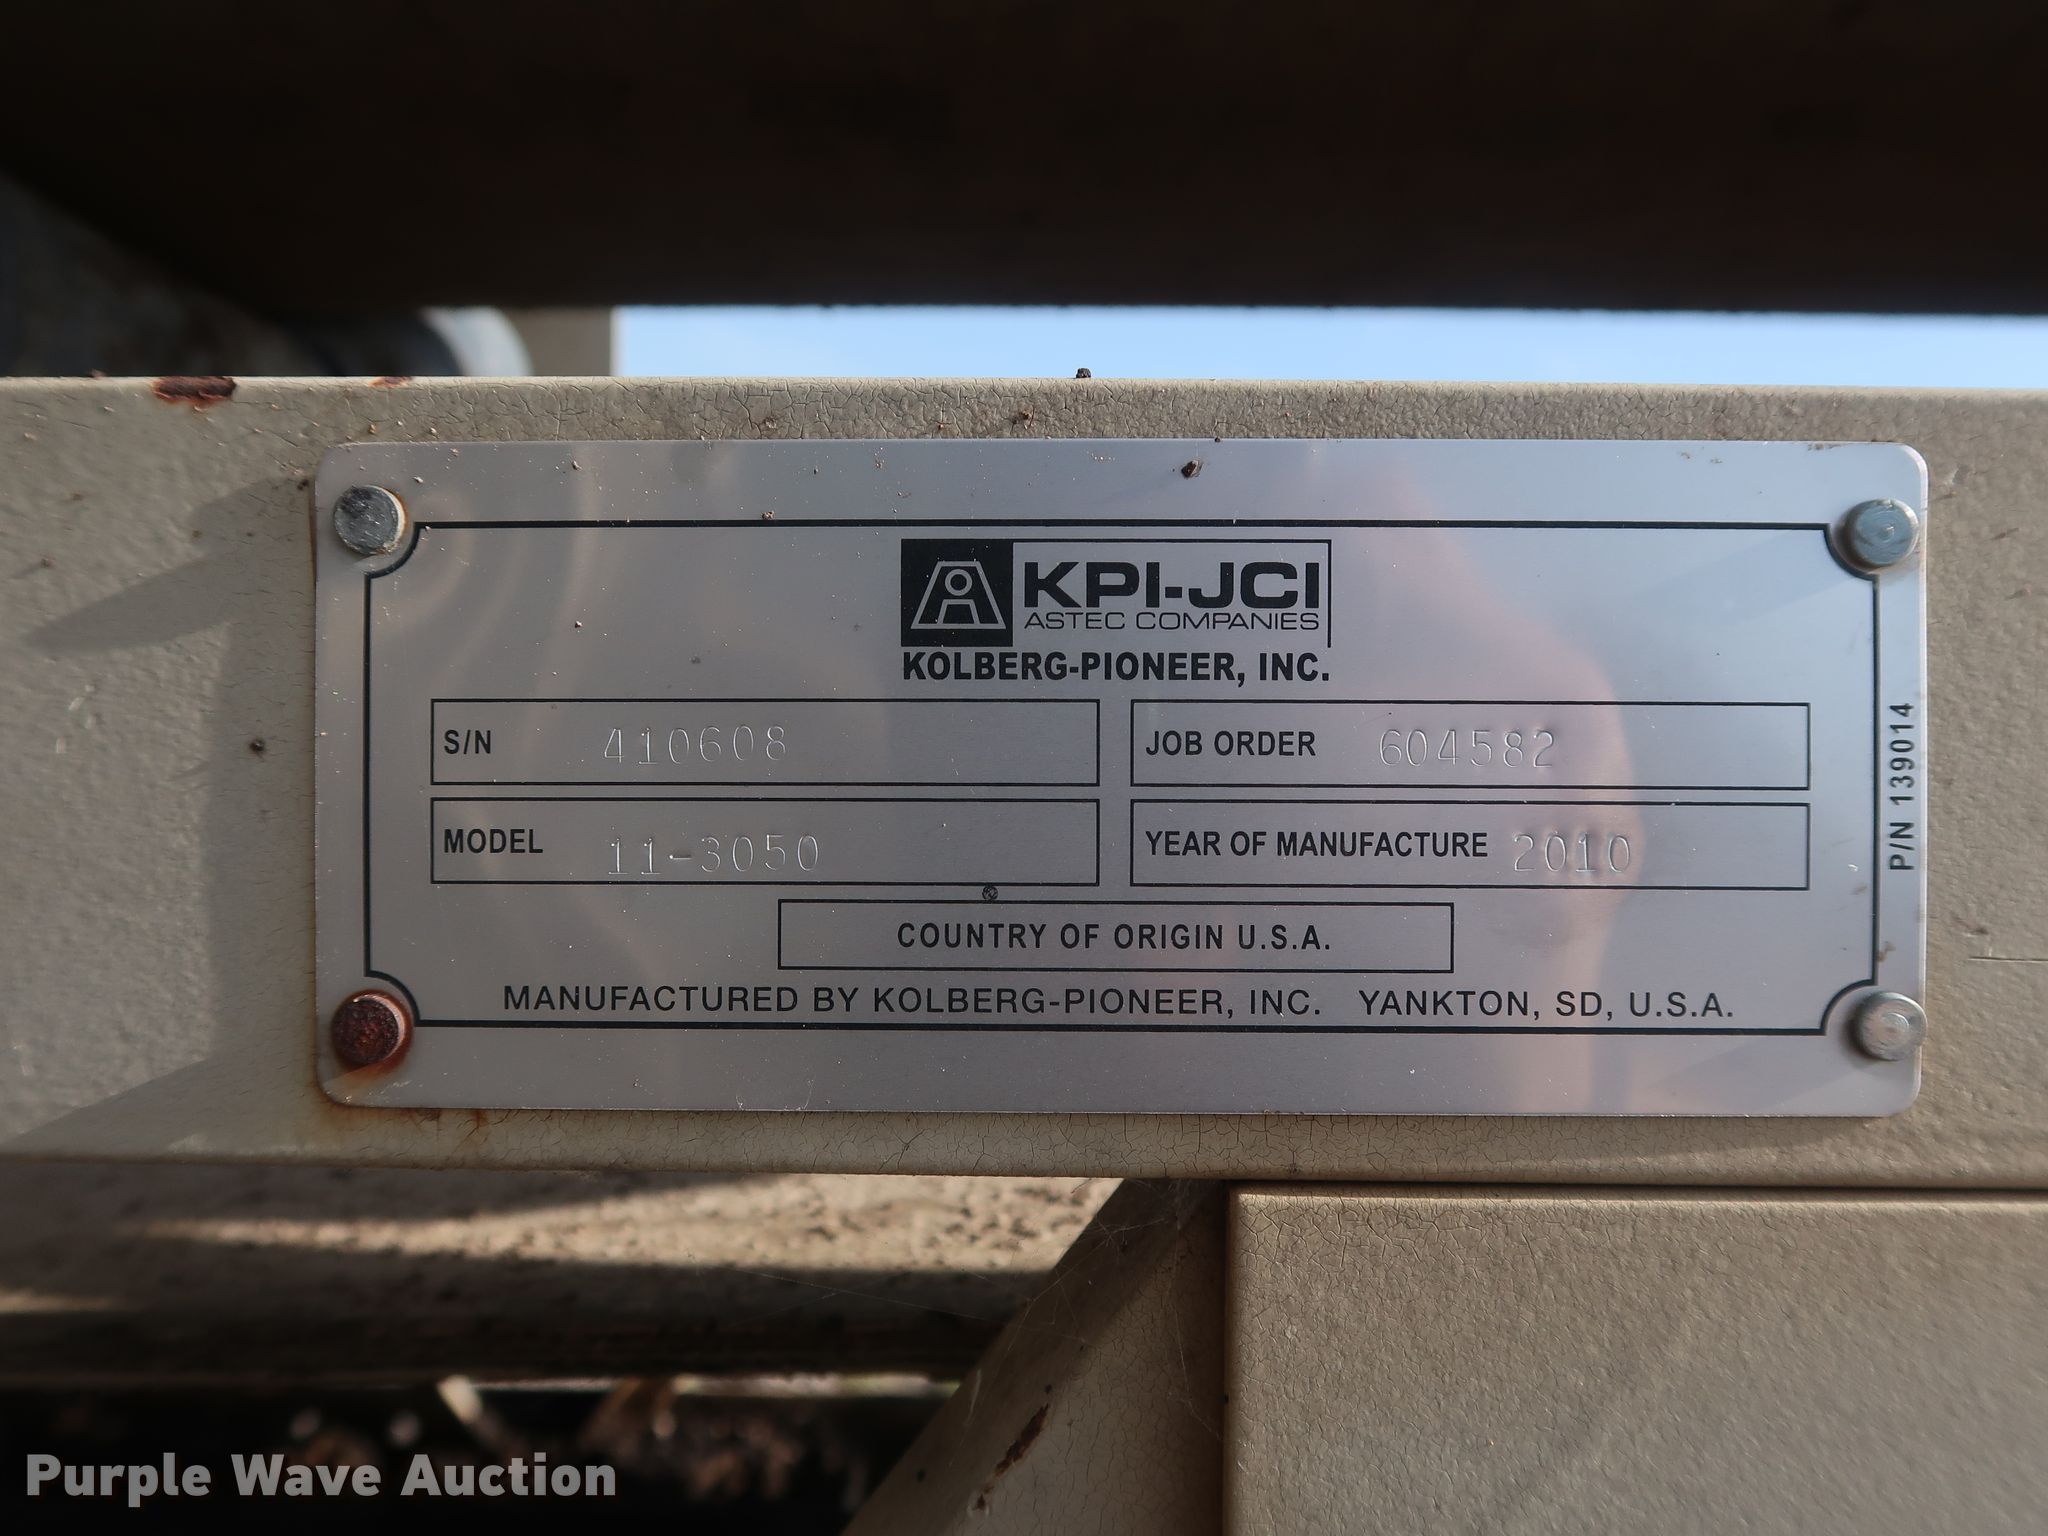 KPI-JCI
ASTEC COMPANIES
KOLBERG-PIONEER, INC.
S/N 410608
JOB ORDER 604582
MODEL 11-3050
YEAR OF MANUFACTURE 2010
COUNTRY OF ORIGIN U.S.A.
MANUFACTURED BY KOLBERG-PIONEER, INC. YANKTON, SD, U.S.A.
P/N 139014
Purple Wave Auction